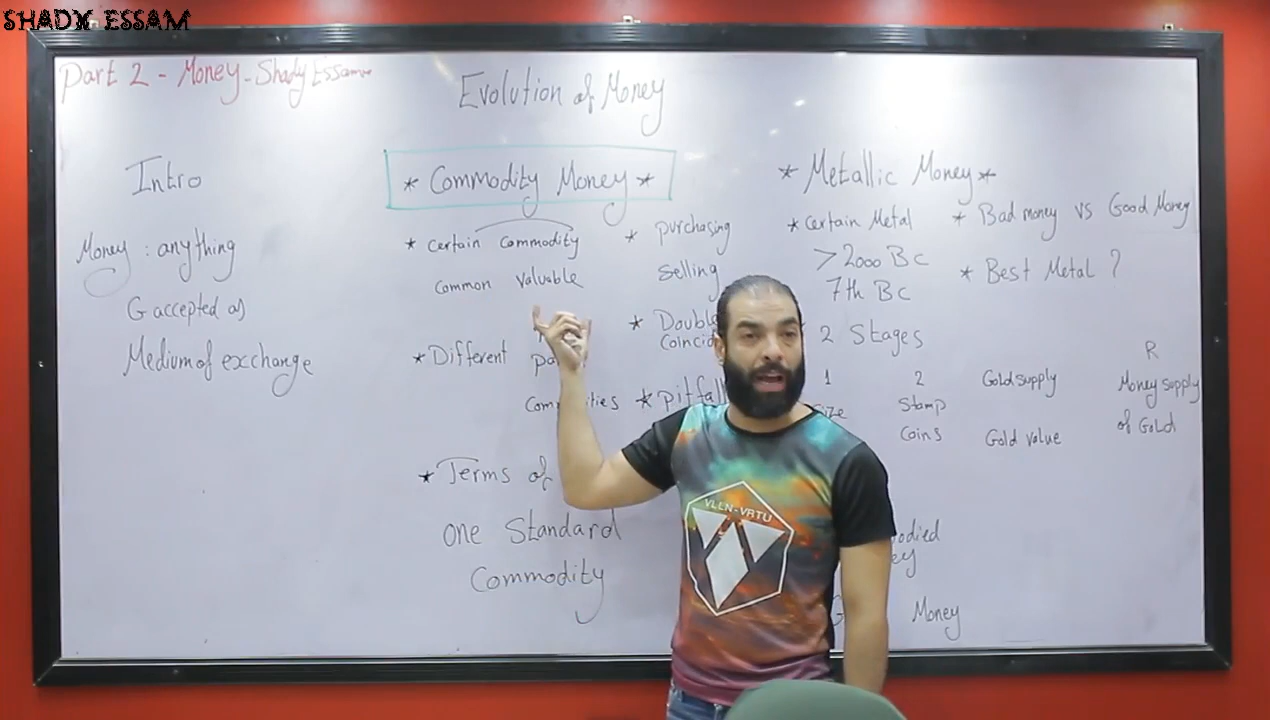 SHADY ESSAM
Part 2 - Money - Shady Essam
Evolution of Money
Intro
Money : anything
G accepted as
Medium of exchange
* Commodity Money *
* Certain Commodity
Common Valuable
* Different
* Terms of
One Standard
Commodity
* purchasing
selling
*
* Metallic Money *
* Certain Metal
> 2000 BC
7th BC
2 Stages
1
2
Stamp
Coins
Money
* Bad money vs Good Money
* Best Metal ?
Gold supply
Gold value
R
Money supply
of Gold
VLLN-VRTU